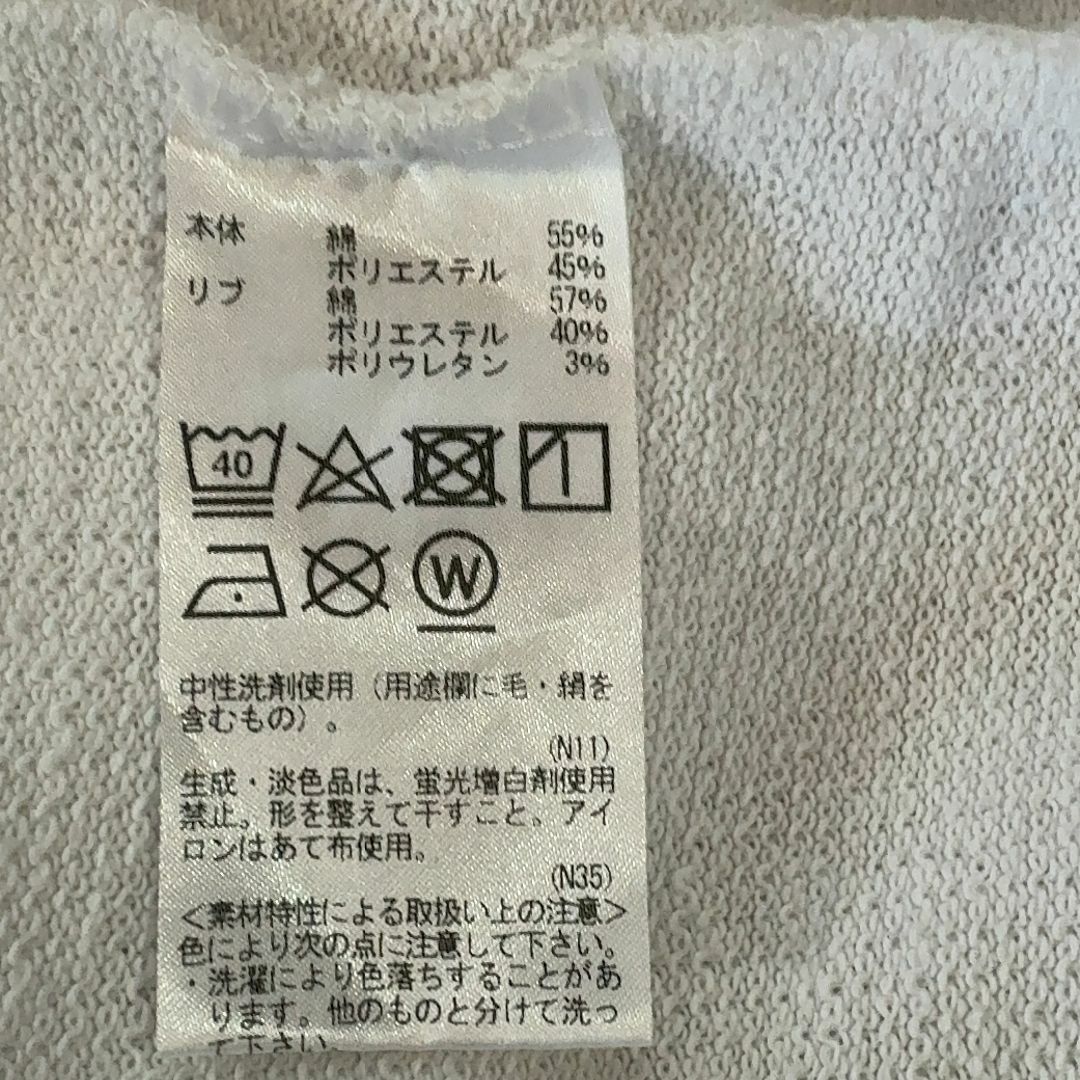 本体 綿 55%
ポリエステル 45%
リブ 綿 57%
ポリエステル 40%
ポリウレタン 3%
40
W
中性洗剤使用（用途欄に毛・絹を
含むもの）。
(N11)
生成・淡色品は、蛍光増白剤使用
禁止。形を整えて干すこと。アイ
ロンはあて布使用。
(N35)
＜素材特性による取扱い上の注意＞
色により次の点に注意して下さい。
・洗濯により色落ちすることがあ
ります。他のものと分けて洗っ
て下さい。